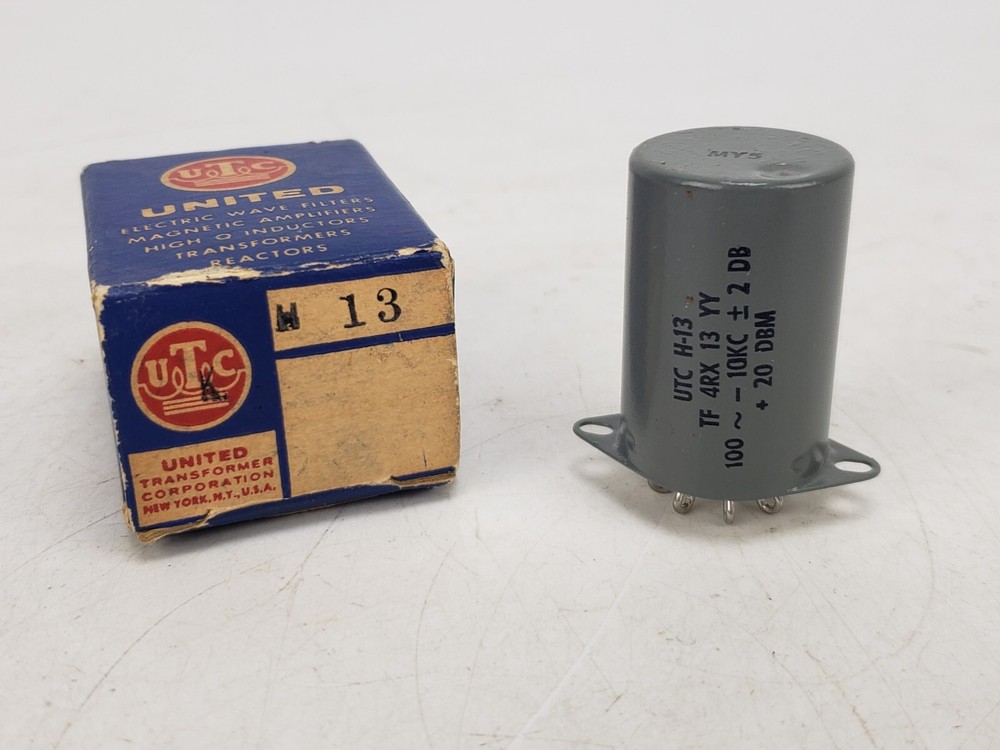 UTC
UNITED
ELECTRIC WAVE FILTERS
MAGNETIC AMPLIFIERS
HIGH Q INDUCTORS
TRANSFORMERS
REACTORS
H 13
UTC
K
UNITED
TRANSFORMER
CORPORATION
NEW YORK, N.Y., U.S.A.
MY5
UTC H-13
TF 4RX 13 YY
100 ~ - 10KC ± 2 DB
+ 20 DBM